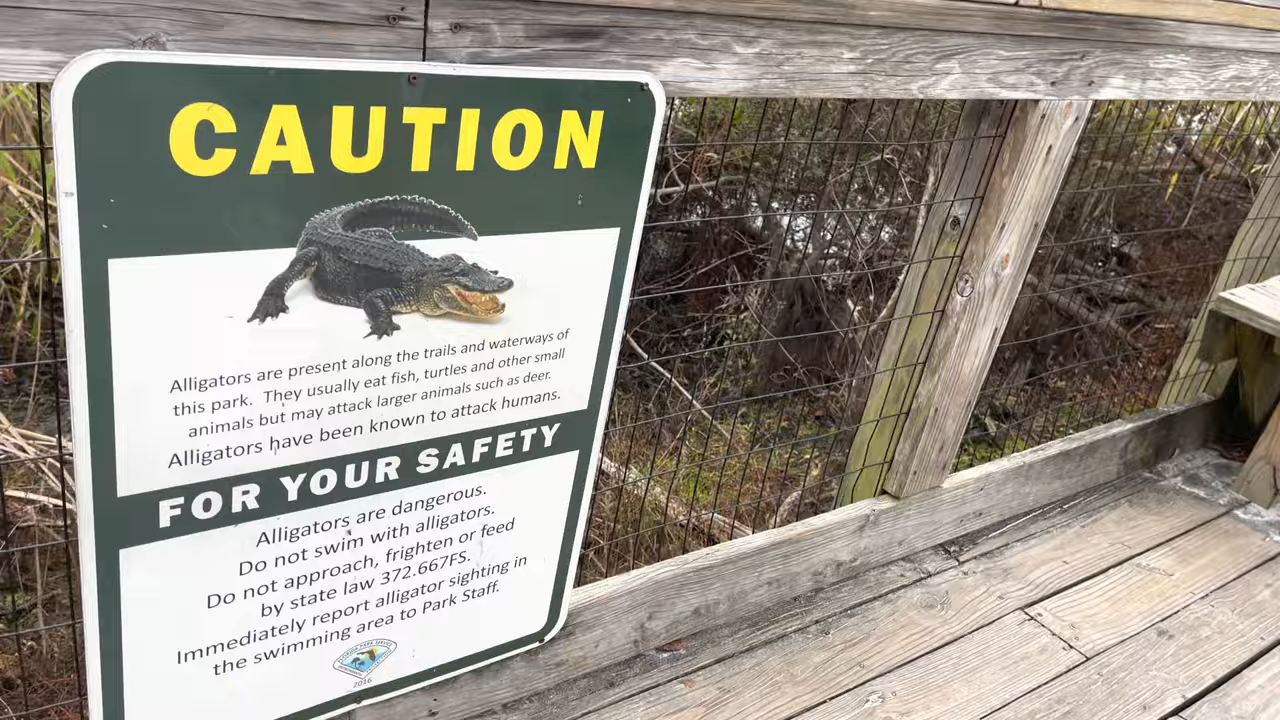 CAUTION
Alligators are present along the trails and waterways of
this park. They usually eat fish, turtles and other small
animals but may attack larger animals such as deer.
Alligators have been known to attack humans.
FOR YOUR SAFETY
Alligators are dangerous.
Do not swim with alligators.
Do not approach, frighten or feed
by state law 372.667FS.
Immediately report alligator sighting in
the swimming area to Park Staff.
FLORIDA PARK SERVICE
2016